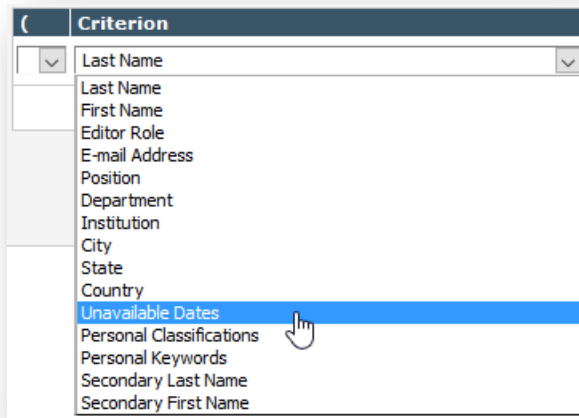 ( Criterion
Last Name
Last Name
First Name
Editor Role
E-mail Address
Position
Department
Institution
City
State
Country
Unavailable Dates
Personal Classifications
Personal Keywords
Secondary Last Name
Secondary First Name